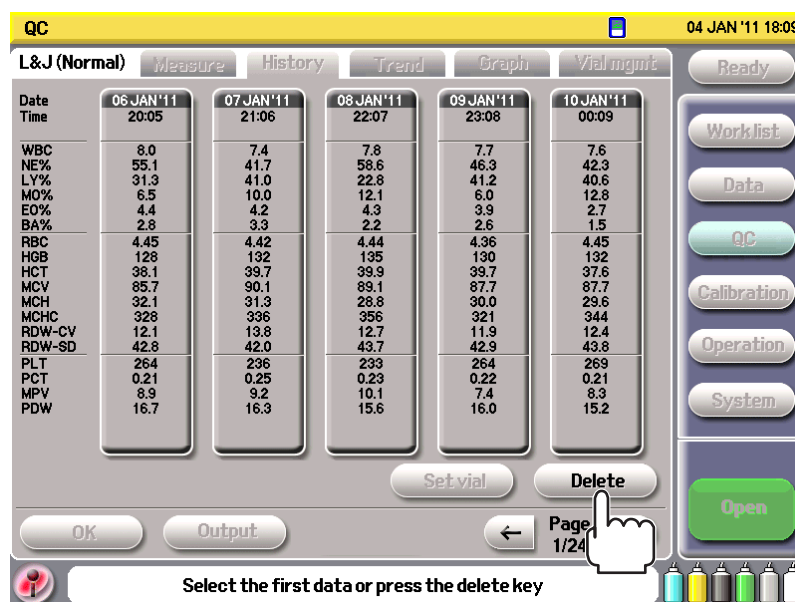 QC 04 JAN '11 18:09
L&J (Normal) Measure History Trend Graph Vial mgmt Ready
Date 06 JAN'11 07 JAN'11 08 JAN'11 09 JAN'11 10 JAN'11
Time 20:05 21:06 22:07 23:08 00:09
Work list
WBC 8.0 7.4 7.8 7.7 7.6
NE% 55.1 41.7 58.6 46.3 42.3
LY% 31.3 41.0 22.8 41.2 40.6
MO% 6.5 10.0 12.1 6.0 12.8
EO% 4.4 4.2 4.3 3.9 2.7
BA% 2.8 3.3 2.2 2.6 1.5
Data
RBC 4.45 4.42 4.44 4.36 4.45
HGB 128 132 135 130 132
HCT 38.1 39.7 39.9 39.7 37.6
MCV 85.7 90.1 89.1 87.7 87.7
MCH 32.1 31.3 28.8 30.0 29.6
MCHC 328 336 356 321 344
RDW-CV 12.1 13.8 12.7 11.9 12.4
RDW-SD 42.8 42.0 43.7 42.9 43.8
QC
Calibration
Operation
PLT 264 236 233 264 269
PCT 0.21 0.25 0.23 0.22 0.21
MPV 8.9 9.2 10.1 7.4 8.3
PDW 16.7 16.3 15.6 16.0 15.2
System
Set vial Delete
Open
OK Output ← Page
1/24
Select the first data or press the delete key